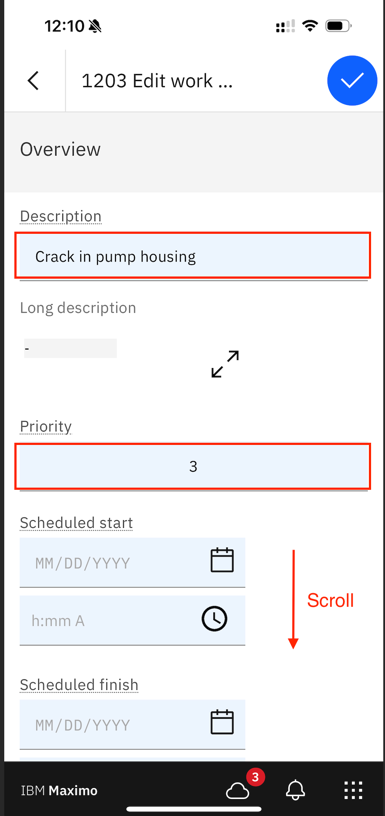 12:10
1203 Edit work ...
Overview
Description
Crack in pump housing
Long description
-
Priority
3
Scheduled start
MM/DD/YYYY
h:mm A
Scroll
Scheduled finish
MM/DD/YYYY
IBM Maximo
3